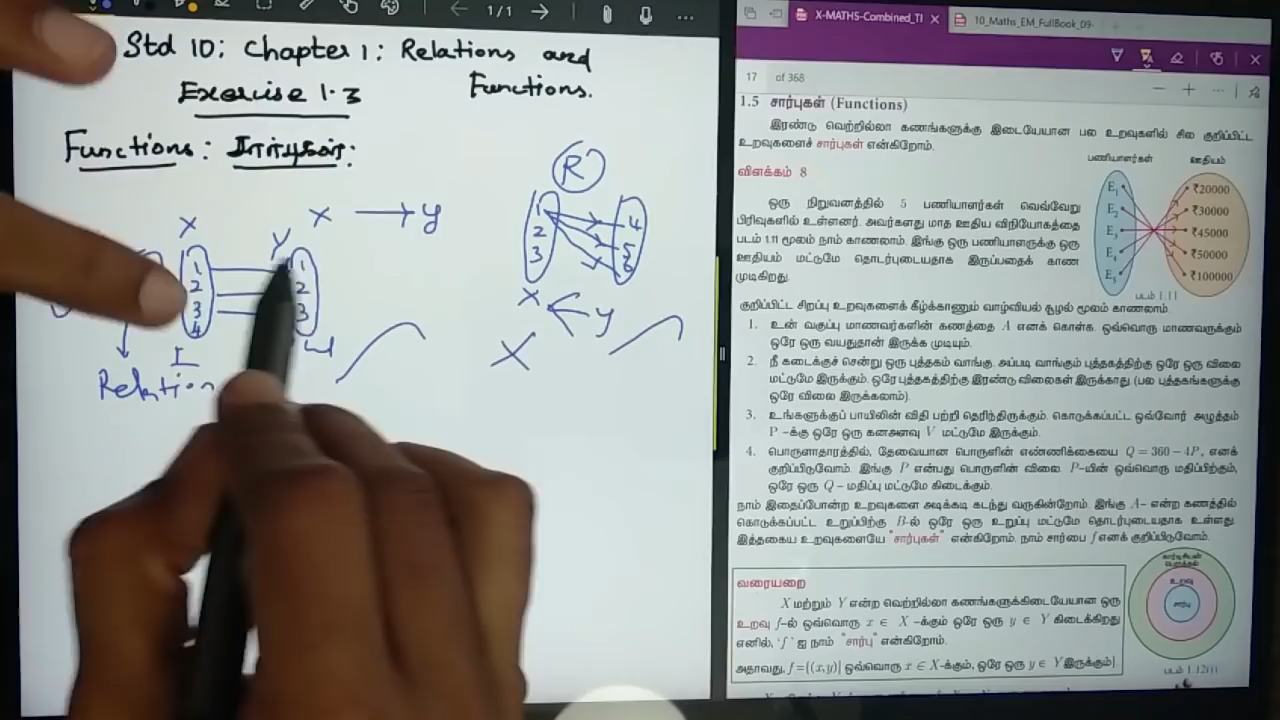 1/1
Std 10: Chapter 1: Relations and
Functions.
Exercise 1.3
Functions: சார்புகள்:
X
Y
x → y
R
1
2
3
4
1
2
3
1
2
3
4
5
6
x
y
X
I
Relation
X-MATHS-Combined_TI
10_Maths_EM_FullBook_09-
17 of 368
1.5 சார்புகள் (Functions)
இரண்டு வெற்றில்லா கணங்களுக்கு இடையேயான பல உறவுகளில் சில குறிப்பிட்ட
உறவுகளைச் சார்புகள் என்கிறோம்.
விளக்கம் 8
ஒரு நிறுவனத்தில் 5 பணியாளர்கள் வெவ்வேறு
பிரிவுகளில் உள்ளனர். அவர்களது மாத ஊதிய விநியோகத்தை
படம் 1.11 மூலம் நாம் காணலாம். இங்கு ஒரு பணியாளருக்கு ஒரு
ஊதியம் மட்டுமே தொடர்புடையதாக இருப்பதைக் காண
முடிகிறது.
பணியாளர்கள் ஊதியம்
E₁ ₹20000
E₂ ₹30000
E₃ ₹45000
E₄ ₹50000
E₅ ₹100000
படம் 1.11
குறிப்பிட்ட சிறப்பு உறவுகளைக் கீழ்க்காணும் வாழ்வியல் சூழல் மூலம் காணலாம்.
1. உன் வகுப்பு மாணவர்களின் கணத்தை A எனக் கொள்க. ஒவ்வொரு மாணவருக்கும்
ஒரே ஒரு வயதுதான் இருக்க முடியும்.
2. நீ கடைக்குச் சென்று ஒரு புத்தகம் வாங்கு. அப்படி வாங்கும் புத்தகத்திற்கு ஒரே ஒரு விலை
மட்டுமே இருக்கும். ஒரே புத்தகத்திற்கு இரண்டு விலைகள் இருக்காது (பல புத்தகங்களுக்கு
ஒரே விலை இருக்கலாம்).
3. உங்களுக்குப் பாயிலின் விதி பற்றி தெரிந்திருக்கும். கொடுக்கப்பட்ட ஒவ்வோர் அழுத்தம்
P -க்கு ஒரே ஒரு கனஅளவு V மட்டுமே இருக்கும்.
4. பொருளாதாரத்தில், தேவையான பொருளின் எண்ணிக்கையை Q = 360 − 4P, எனக்
குறிப்பிடுவோம். இங்கு P என்பது பொருளின் விலை. P-யின் ஒவ்வொரு மதிப்பிற்கும்,
ஒரே ஒரு Q - மதிப்பு மட்டுமே கிடைக்கும்.
நாம் இதைப்போன்ற உறவுகளை அடிக்கடி கடந்து வருகின்றோம். இங்கு A- என்ற கணத்தில்
கொடுக்கப்பட்ட உறுப்பிற்கு B-ல் ஒரே ஒரு உறுப்பு மட்டுமே தொடர்புடையதாக உள்ளது.
இத்தகைய உறவுகளையே "சார்புகள்" என்கிறோம். நாம் சார்பை f எனக் குறிப்பிடுவோம்.
வரையறை
X மற்றும் Y என்ற வெற்றில்லா கணங்களுக்கிடையேயான ஒரு
உறவு f-ல் ஒவ்வொரு x ∈ X -க்கும் ஒரே ஒரு y ∈ Y கிடைக்கிறது
எனில், 'f' ஐ நாம் "சார்பு" என்கிறோம்.
அதாவது, f = {(x,y)| ஒவ்வொரு x ∈ X-க்கும், ஒரே ஒரு y ∈ Y இருக்கும்}.
கார்டீசியன்
பெருக்கல்
உறவு
சார்பு
படம் 1.12(i)